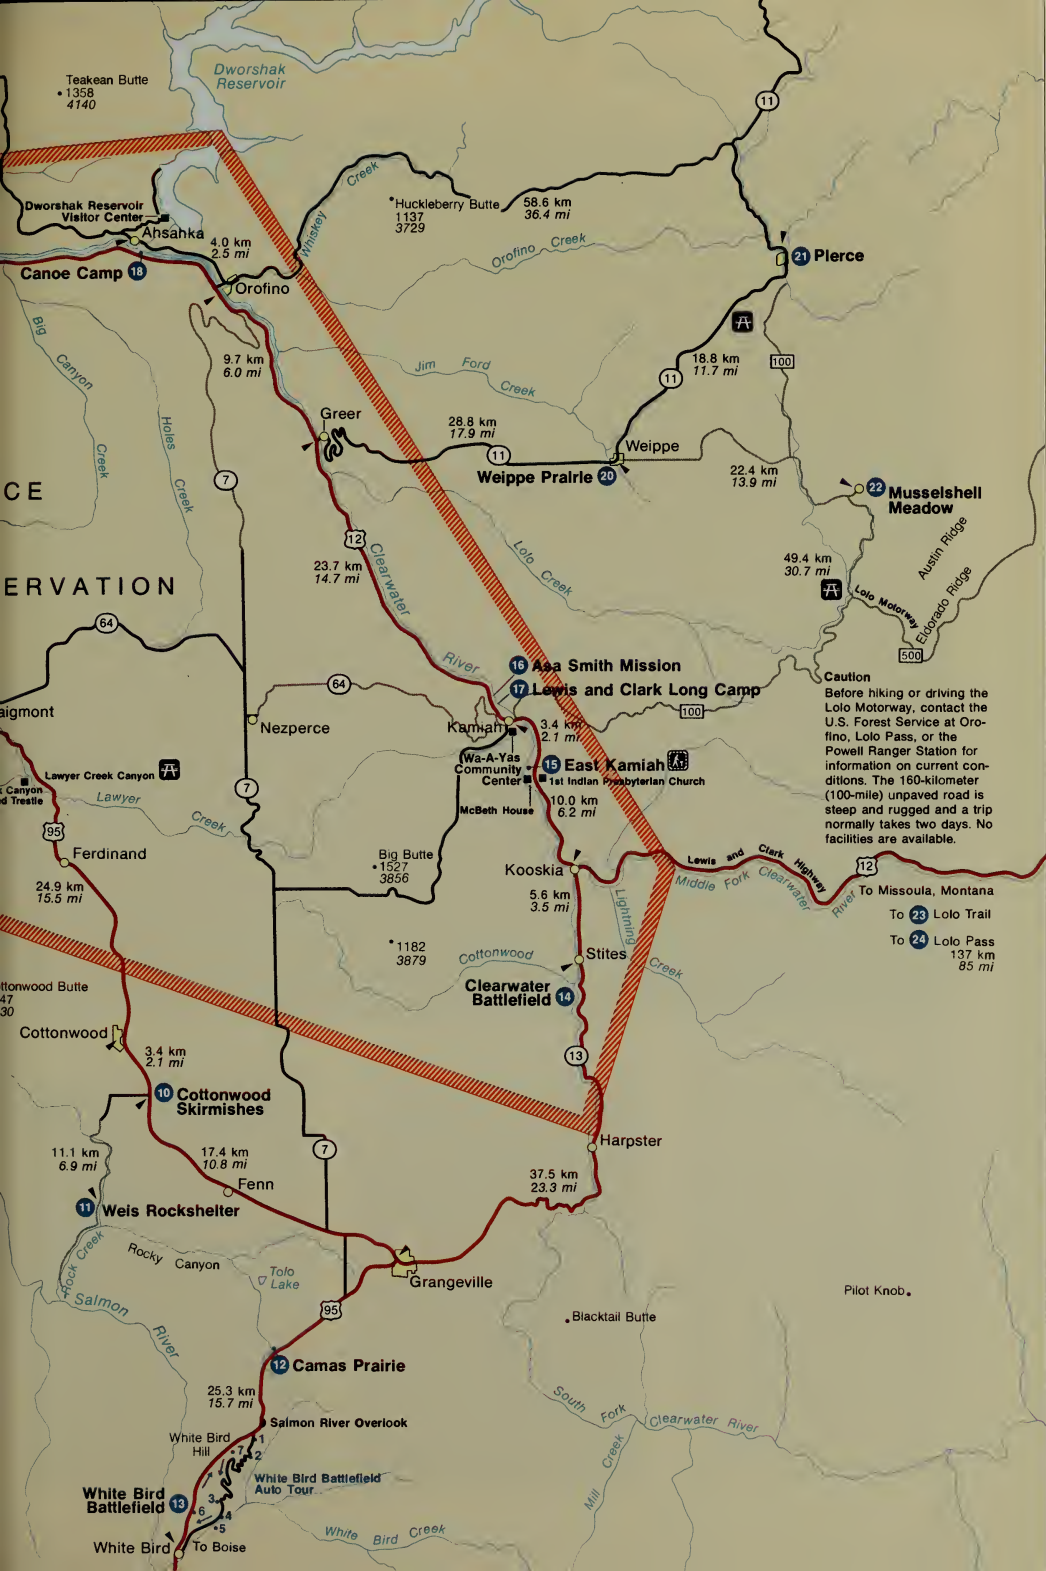 Dworshak
Reservoir
Teakean Butte
1358
4140
11
Creek
Huckleberry Butte
1137
3729
58.6 km
36.4 mi
Dworshak Reservoir
Visitor Center
Ahsahka
4.0 km
2.5 mi
Whiskey
Orofino Creek
21 Pierce
Canoe Camp 18
Orofino
Big
Canyon
Creek
9.7 km
6.0 mi
Jim Ford
Creek
18.8 km
11.7 mi
100
11
Holes
Creek
Greer
28.8 km
17.9 mi
11
Weippe
Weippe Prairie 20
22.4 km
13.9 mi
7
CE
22 Musselshell
Meadow
12
Clearwater
River
Lolo Creek
23.7 km
14.7 mi
49.4 km
30.7 mi
Austin Ridge
Eldorado Ridge
Lolo Motorway
500
ERVATION
64
16 Asa Smith Mission
17 Lewis and Clark Long Camp
64
100
aigmont
Nezperce
Kamiah
3.4 km
2.1 mi
Caution
Before hiking or driving the
Lolo Motorway, contact the
U.S. Forest Service at Oro-
fino, Lolo Pass, or the
Powell Ranger Station for
information on current con-
ditions. The 160-kilometer
(100-mile) unpaved road is
steep and rugged and a trip
normally takes two days. No
facilities are available.
Wa-A-Yas
Community
Center
15 East Kamiah
1st Indian Presbyterian Church
McBeth House
10.0 km
6.2 mi
Lawyer Creek Canyon
Canyon
d Trestle
Lawyer
Creek
7
95
Ferdinand
24.9 km
15.5 mi
Big Butte
1527
3856
Kooskia
Lewis and Clark Highway
Middle Fork Clearwater
River
12
To Missoula, Montana
To 23 Lolo Trail
To 24 Lolo Pass
137 km
85 mi
5.6 km
3.5 mi
Lightning
Creek
1182
3879
Cottonwood
Stites
Clearwater
Battlefield 14
ttonwood Butte
47
30
Cottonwood
3.4 km
2.1 mi
13
10 Cottonwood
Skirmishes
Harpster
11.1 km
6.9 mi
17.4 km
10.8 mi
7
37.5 km
23.3 mi
Fenn
11 Weis Rockshelter
Rock Creek
Rocky Canyon
Tolo
Lake
Grangeville
Salmon
River
95
Pilot Knob
Blacktail Butte
12 Camas Prairie
25.3 km
15.7 mi
Salmon River Overlook
South Fork Clearwater River
Mill Creek
White Bird
Hill
1
7
2
White Bird Battlefield
Auto Tour
White Bird
Battlefield 13
3
6
4
5
White Bird
To Boise
White Bird Creek